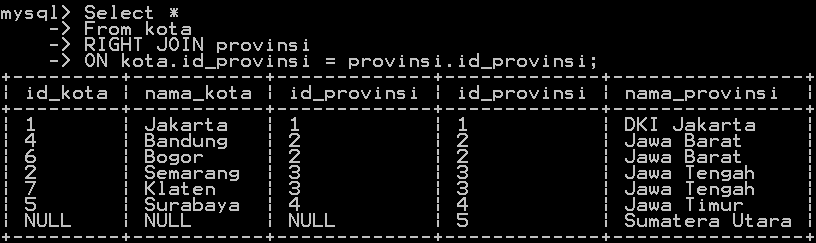 mysql> Select *
    -> From kota
    -> RIGHT JOIN provinsi
    -> ON kota.id_provinsi = provinsi.id_provinsi;
+---------+-----------+-------------+-------------+----------------+
| id_kota | nama_kota | id_provinsi | id_provinsi | nama_provinsi  |
+---------+-----------+-------------+-------------+----------------+
| 1       | Jakarta   | 1           | 1           | DKI Jakarta    |
| 4       | Bandung   | 2           | 2           | Jawa Barat     |
| 6       | Bogor     | 2           | 2           | Jawa Barat     |
| 2       | Semarang  | 3           | 3           | Jawa Tengah    |
| 7       | Klaten    | 3           | 3           | Jawa Tengah    |
| 5       | Surabaya  | 4           | 4           | Jawa Timur     |
| NULL    | NULL      | NULL        | 5           | Sumatera Utara |
+---------+-----------+-------------+-------------+----------------+